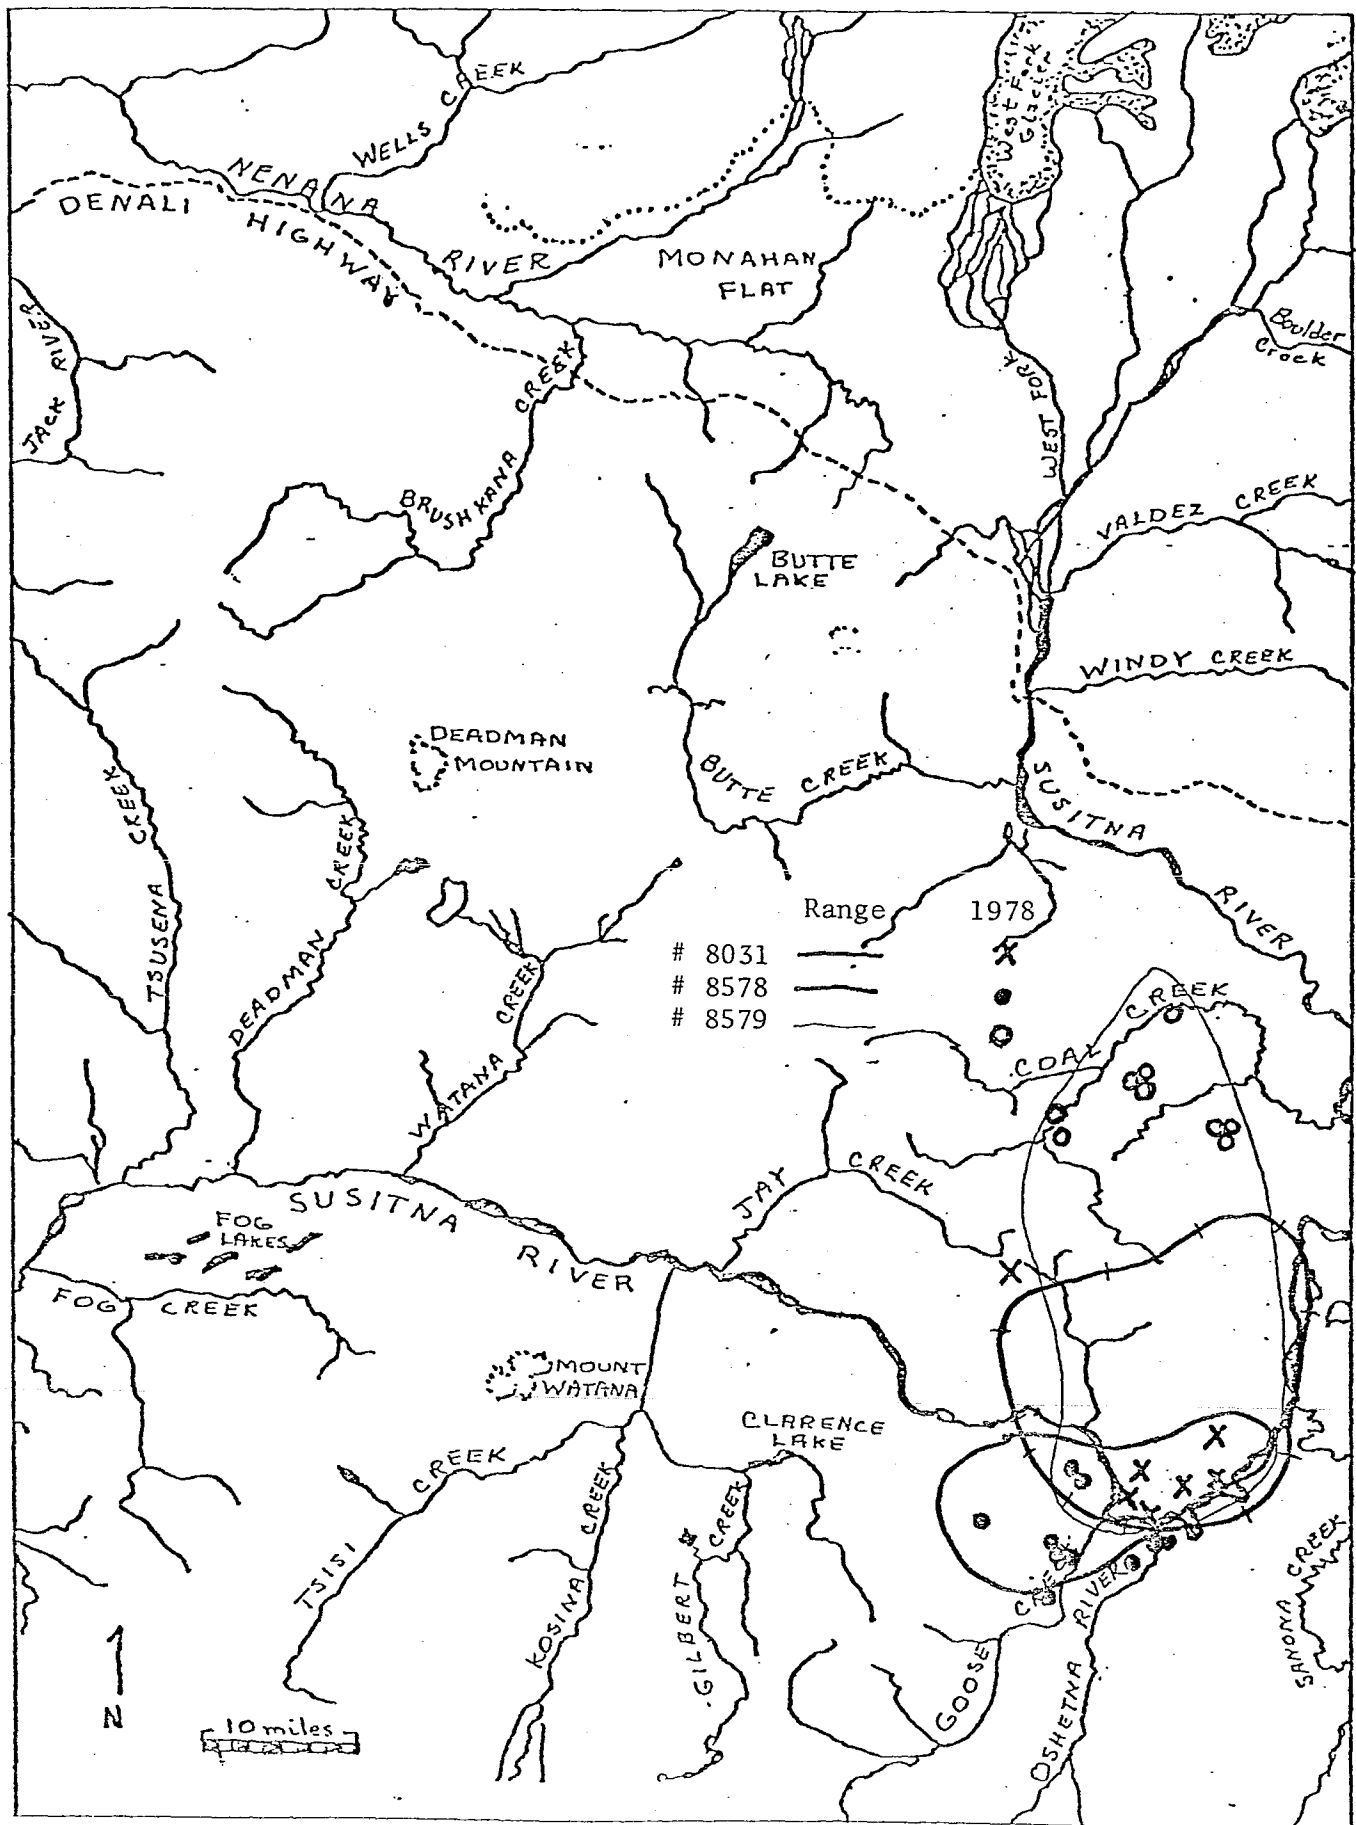 West Fork
Glacier
WELLS CREEK
NENANA RIVER
DENALI HIGHWAY
MONAHAN
FLAT
JACK RIVER
Boulder
Creek
WEST FORK
BRUSHKANA CREEK
VALDEZ CREEK
BUTTE
LAKE
WINDY CREEK
DEADMAN
MOUNTAIN
BUTTE CREEK
SUSITNA RIVER
TSUSENA CREEK
DEADMAN CREEK
WATANA CREEK
Range 1978
# 8031
# 8578
# 8579
COAL CREEK
JAY CREEK
SUSITNA RIVER
FOG
LAKES
FOG CREEK
MOUNT
WATANA
CLARENCE
LAKE
TSISI CREEK
KOSINA CREEK
GILBERT CREEK
GOOSE
OSHETNA RIVER
SANONA CREEK
N
10 miles